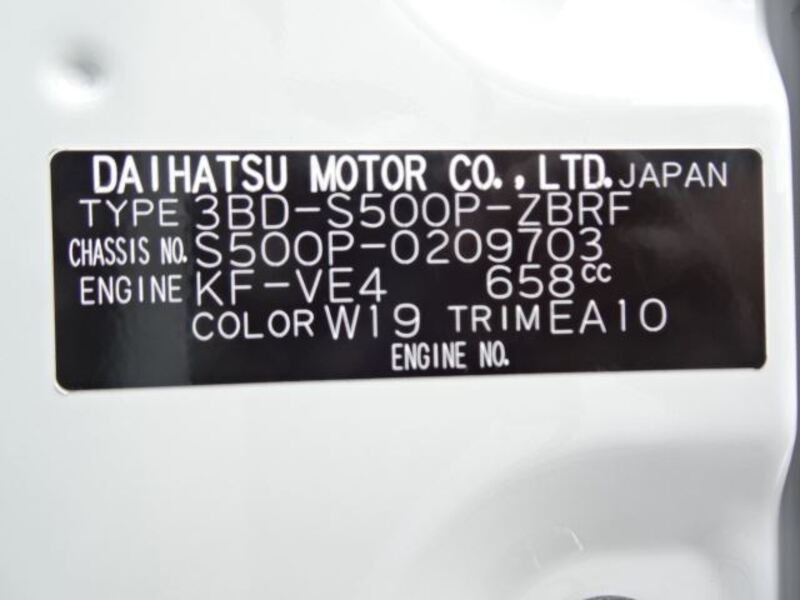 DAIHATSU MOTOR CO., LTD. JAPAN
TYPE 3BD-S500P-ZBRF
CHASSIS NO. S500P-0209703
ENGINE KF-VE4 658cc
COLOR W19 TRIM EA10
ENGINE NO.